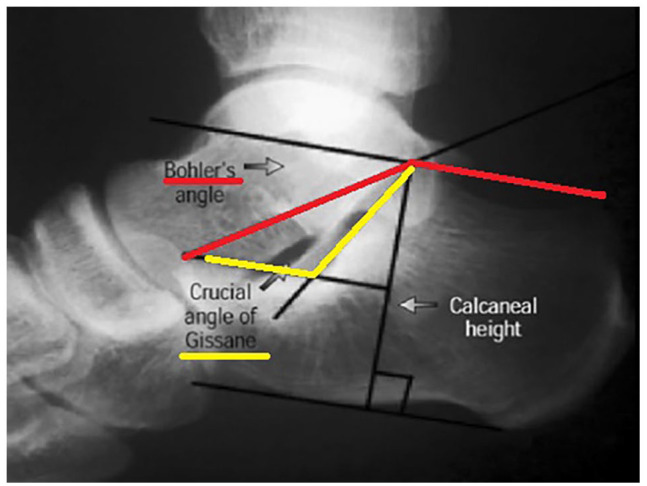 Bohler's
angle
Crucial
angle of
Gissane
Calcaneal
height